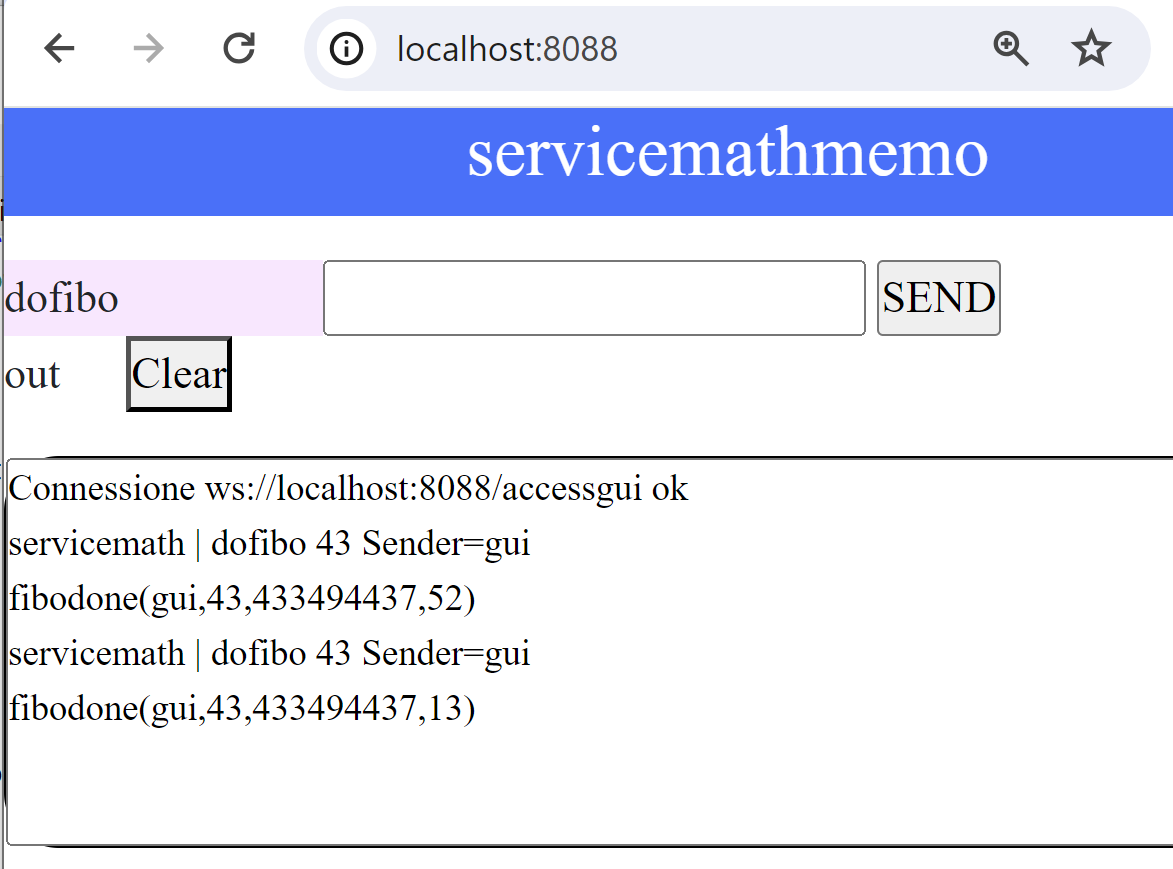 localhost:8088
servicemathmemo
dofibo SEND
out Clear
Connessione ws://localhost:8088/accessgui ok
servicemath | dofibo 43 Sender=gui
fibodone(gui,43,433494437,52)
servicemath | dofibo 43 Sender=gui
fibodone(gui,43,433494437,13)